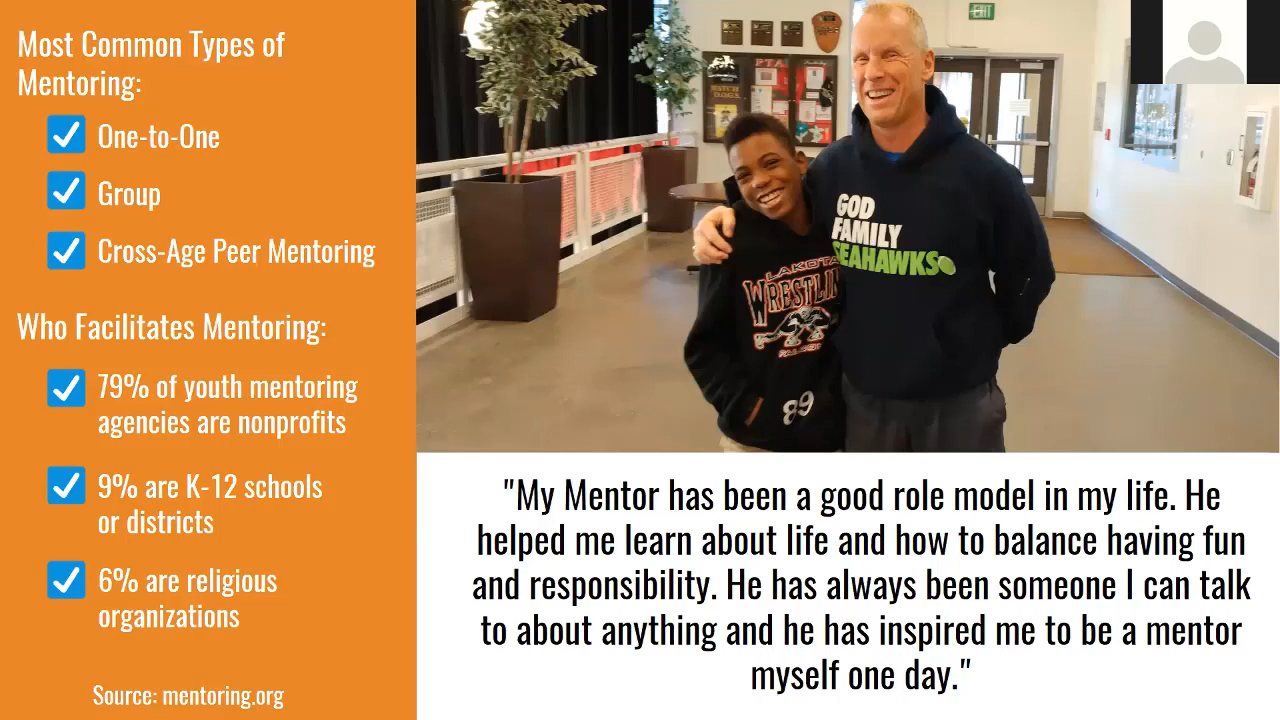 Most Common Types of
Mentoring:
One-to-One
Group
Cross-Age Peer Mentoring
Who Facilitates Mentoring:
79% of youth mentoring
agencies are nonprofits
9% are K-12 schools
or districts
6% are religious
organizations
Source: mentoring.org
EXIT
PTA
GOD
FAMILY
SEAHAWKS
LAKOTA
WRESTLIN
89
"My Mentor has been a good role model in my life. He
helped me learn about life and how to balance having fun
and responsibility. He has always been someone I can talk
to about anything and he has inspired me to be a mentor
myself one day."